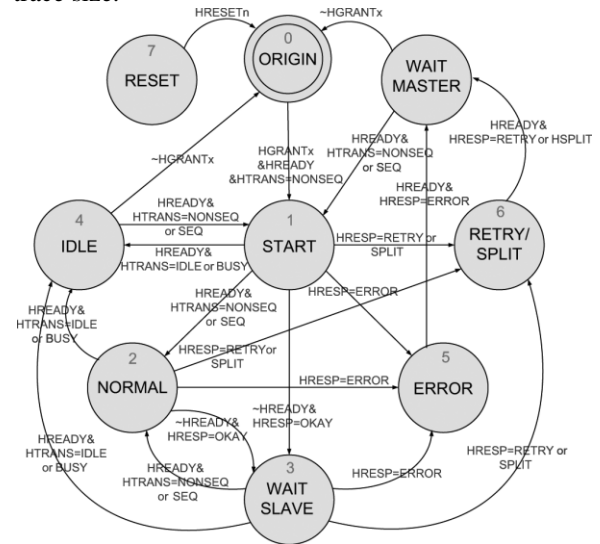 trace size.
HRESETn
~HGRANTx
7
RESET
0
ORIGIN
WAIT
MASTER
HREADY&
HRESP=RETRY or HSPLIT
~HGRANTx
HGRANTx
&HREADY
&HTRANS=NONSEQ
HREADY&
HTRANS=NONSEQ
or SEQ
HREADY&
HRESP=ERROR
4
IDLE
HREADY&
HTRANS=NONSEQ
or SEQ
1
START
6
RETRY/
SPLIT
HRESP=RETRY or
SPLIT
HREADY&
HTRANS=IDLE or BUSY
HRESP=ERROR
HREADY&
HTRANS=NONSEQ
or SEQ
HREADY&
HTRANS=IDLE
or BUSY
HRESP=RETRY or
SPLIT
2
NORMAL
HRESP=ERROR
5
ERROR
~HREADY&
HRESP=OKAY
~HREADY&
HRESP=OKAY
HREADY&
HTRANS=IDLE
or BUSY
HREADY&
HTRANS=NONSEQ
or SEQ
3
WAIT
SLAVE
HRESP=ERROR
HRESP=RETRY or
SPLIT